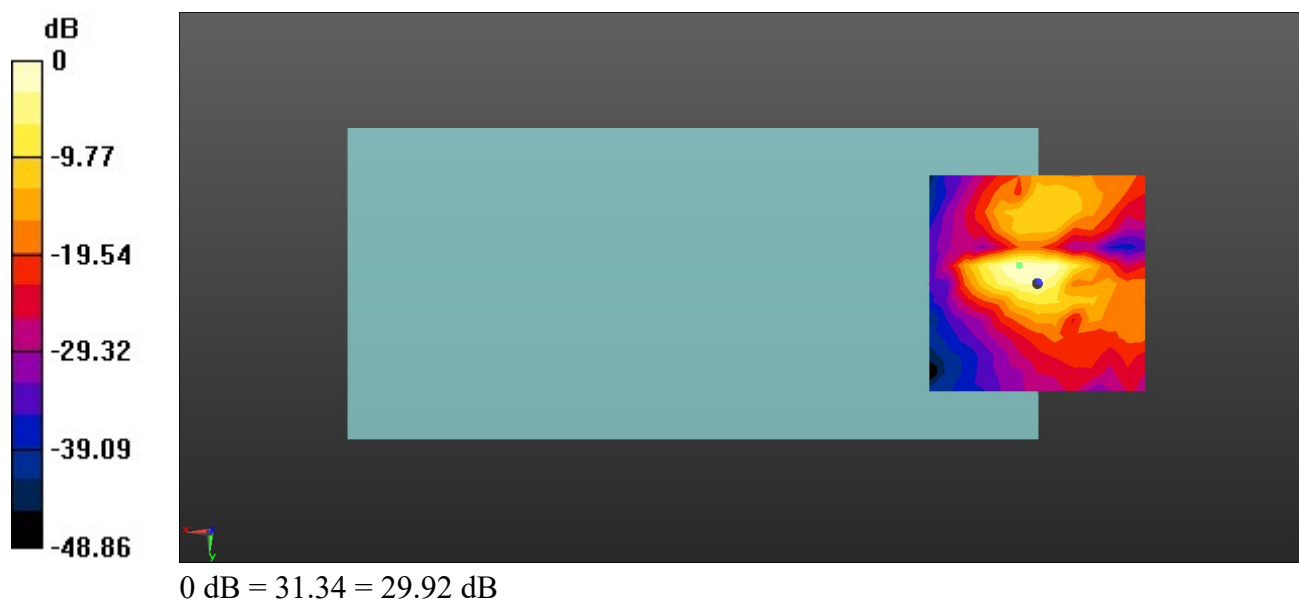 dB
0
-9.77
-19.54
-29.32
-39.09
-48.86
x
y
0 dB = 31.34 = 29.92 dB